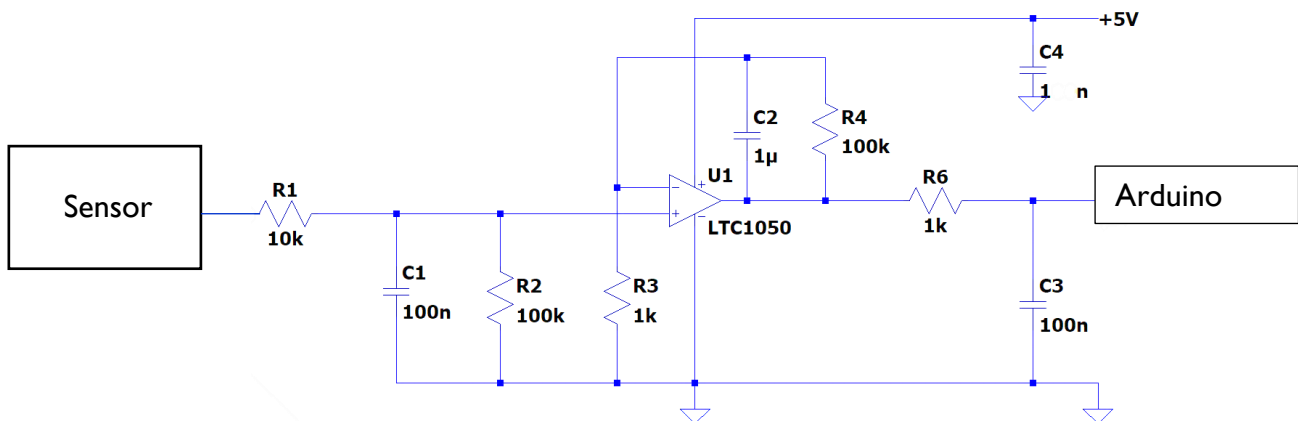 +5V
C4
1 n
C2
1µ
R4
100k
U1
+
−
+
−
LTC1050
R6
1k
Arduino
Sensor
R1
10k
C1
100n
R2
100k
R3
1k
C3
100n